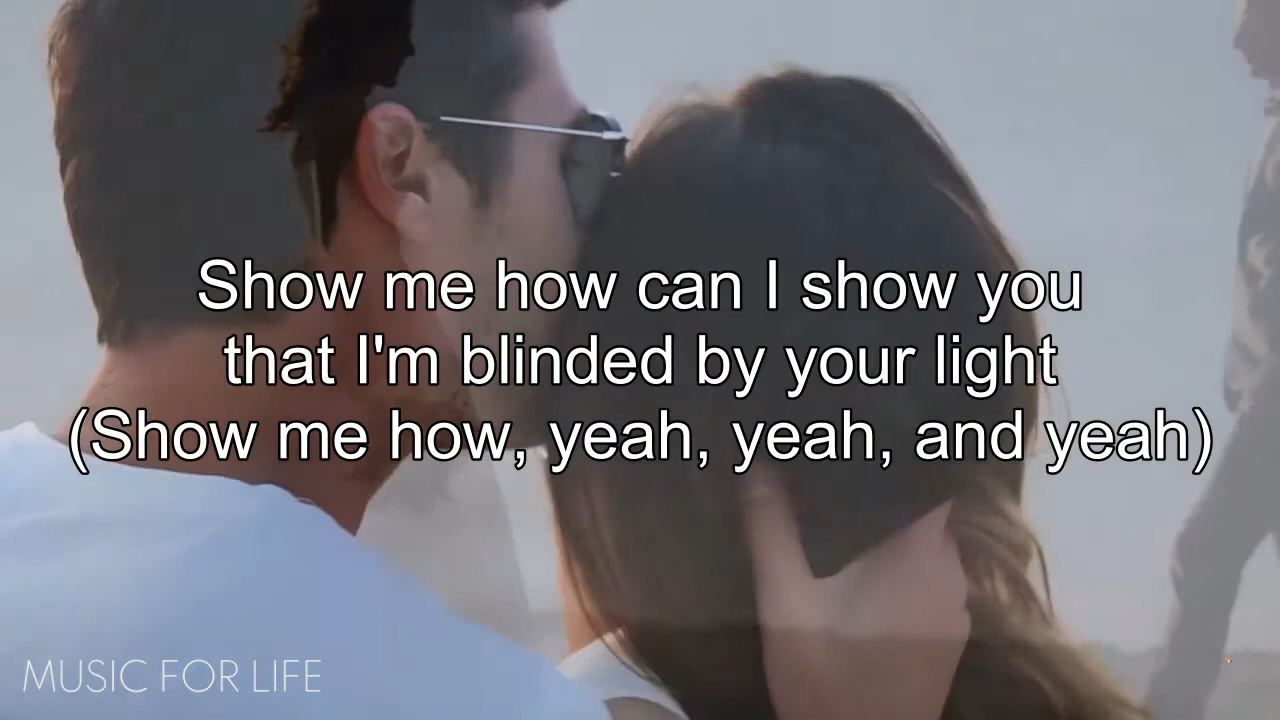 Show me how can I show you
that I'm blinded by your light
(Show me how, yeah, yeah, and yeah)
MUSIC FOR LIFE